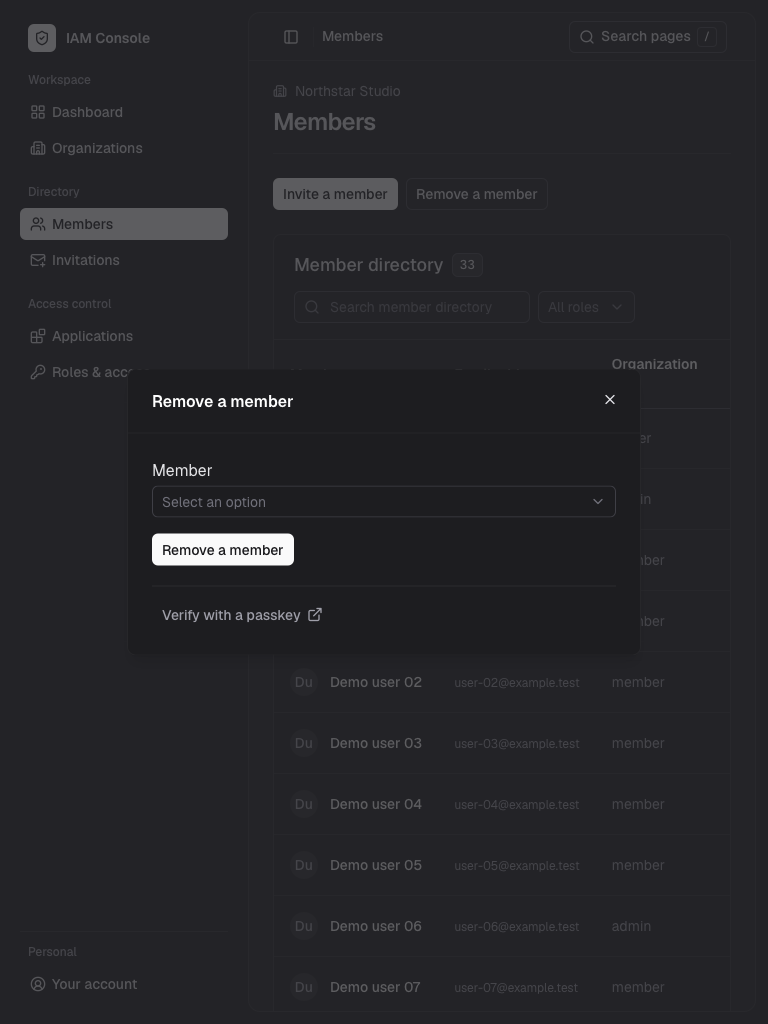 IAM Console
Workspace
Dashboard
Organizations
Directory
Members
Invitations
Access control
Applications
Roles & access
Personal
Your account
Members
Search pages /
Northstar Studio
Members
Invite a member
Remove a member
Member directory 33
Search member directory
All roles
Organization
Remove a member
Member
Select an option
Remove a member
Verify with a passkey
Du Demo user 02 user-02@example.test member
Du Demo user 03 user-03@example.test member
Du Demo user 04 user-04@example.test member
Du Demo user 05 user-05@example.test member
Du Demo user 06 user-06@example.test admin
Du Demo user 07 user-07@example.test member